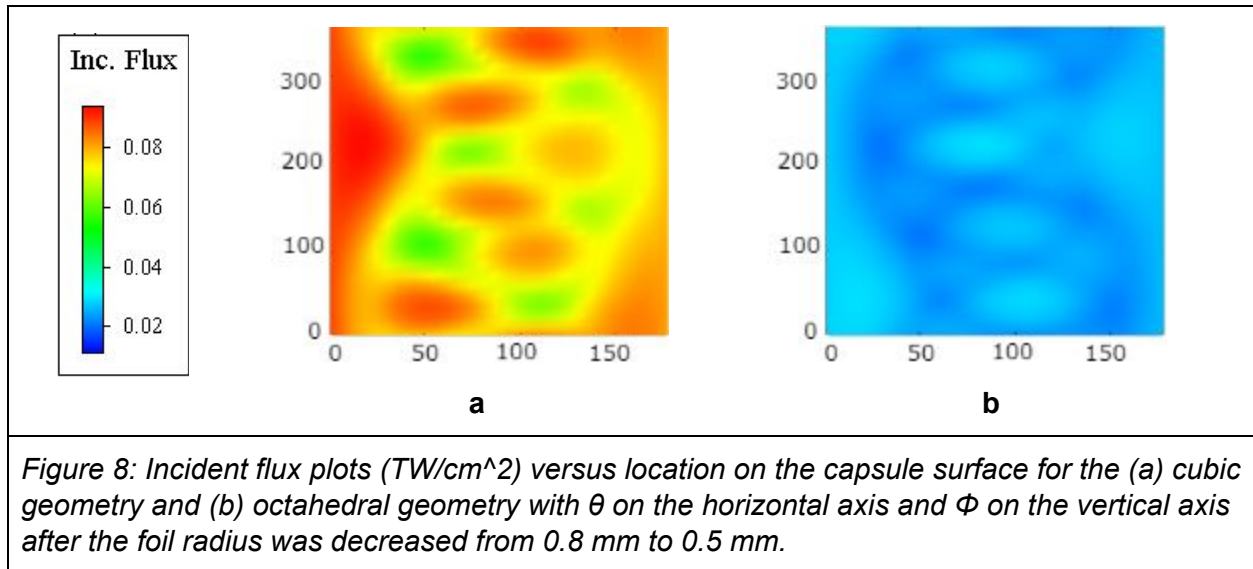 Inc. Flux
0.08
0.06
0.04
0.02
300
200
100
0
0 50 100 150
a
300
200
100
0
0 50 100 150
b
Figure 8: Incident flux plots (TW/cm^2) versus location on the capsule surface for the (a) cubic
geometry and (b) octahedral geometry with θ on the horizontal axis and Φ on the vertical axis
after the foil radius was decreased from 0.8 mm to 0.5 mm.